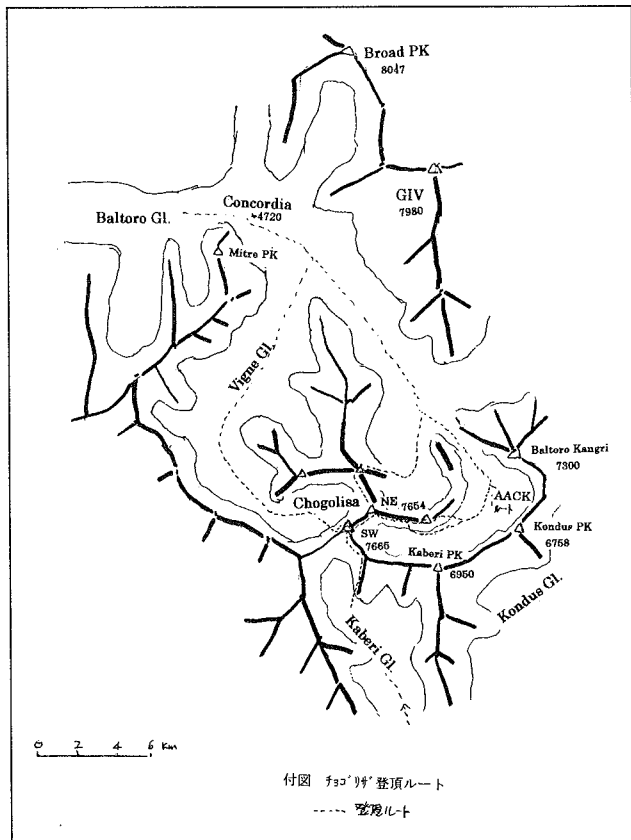 Broad PK
8047
GIV
7980
Concordia
4720
Baltoro Gl.
Mitre PK
Vigne Gl.
Baltoro Kangri
7300
AACK
ルート
NE 7654
Chogolisa
SW
7665
Kondus PK
6758
Kaberi PK
6950
Kondus Gl.
Kaberi Gl.
0 2 4 6 Km
付図 チョゴリザ登頂ルート
登頂ルート